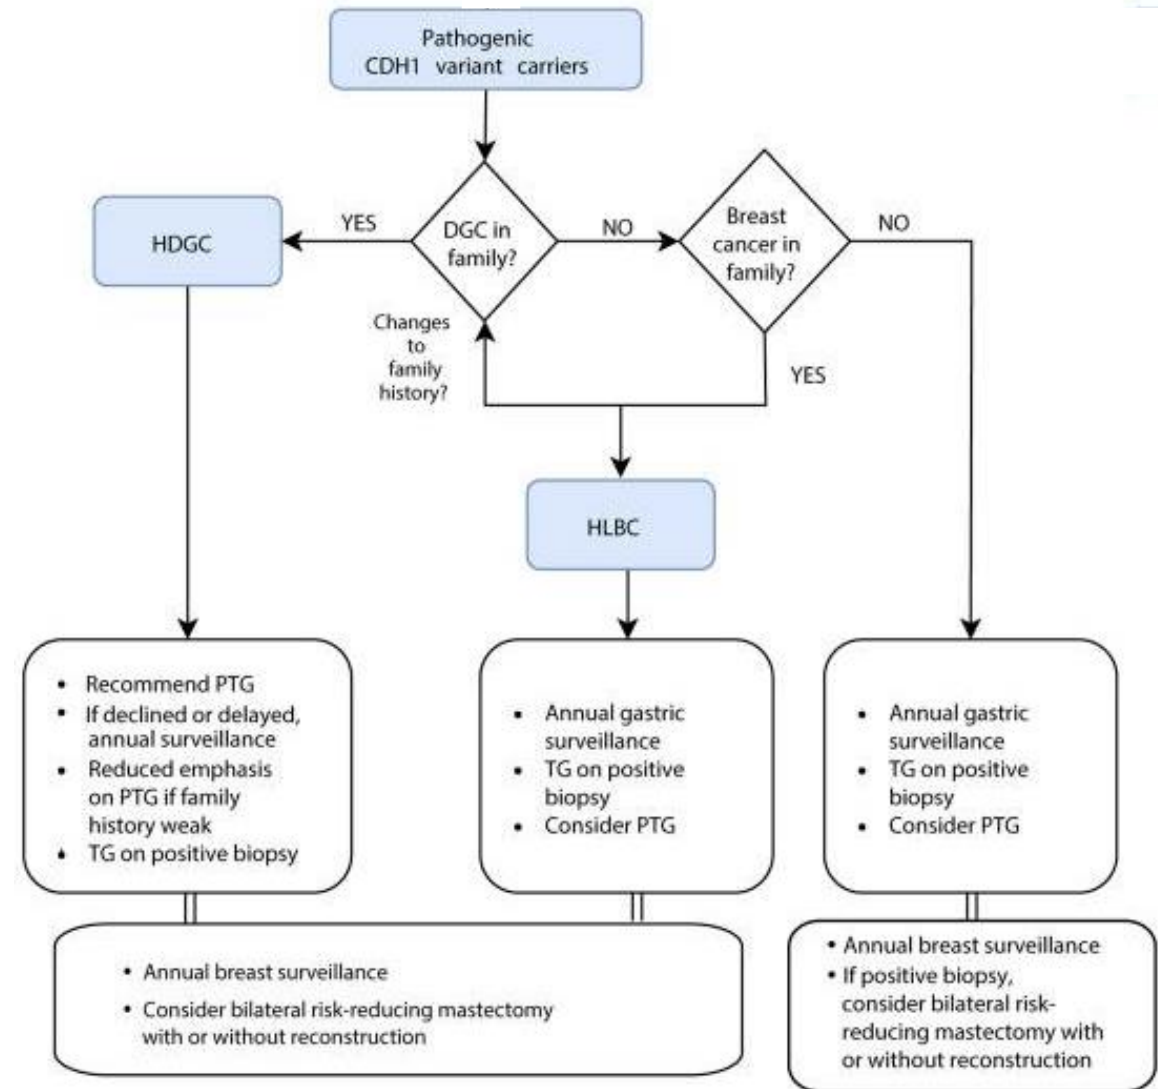 Pathogenic
CDH1 variant carriers
HDGC
YES
DGC in
family?
NO
Breast
cancer in
family?
NO
Changes
to
family
history?
YES
HLBC
• Recommend PTG
• If declined or delayed,
annual surveillance
• Reduced emphasis
on PTG if family
history weak
• TG on positive biopsy
• Annual gastric
surveillance
• TG on positive
biopsy
• Consider PTG
• Annual gastric
surveillance
• TG on positive
biopsy
• Consider PTG
• Annual breast surveillance
• Consider bilateral risk-reducing mastectomy
with or without reconstruction
• Annual breast surveillance
• If positive biopsy,
consider bilateral risk-
reducing mastectomy with
or without reconstruction